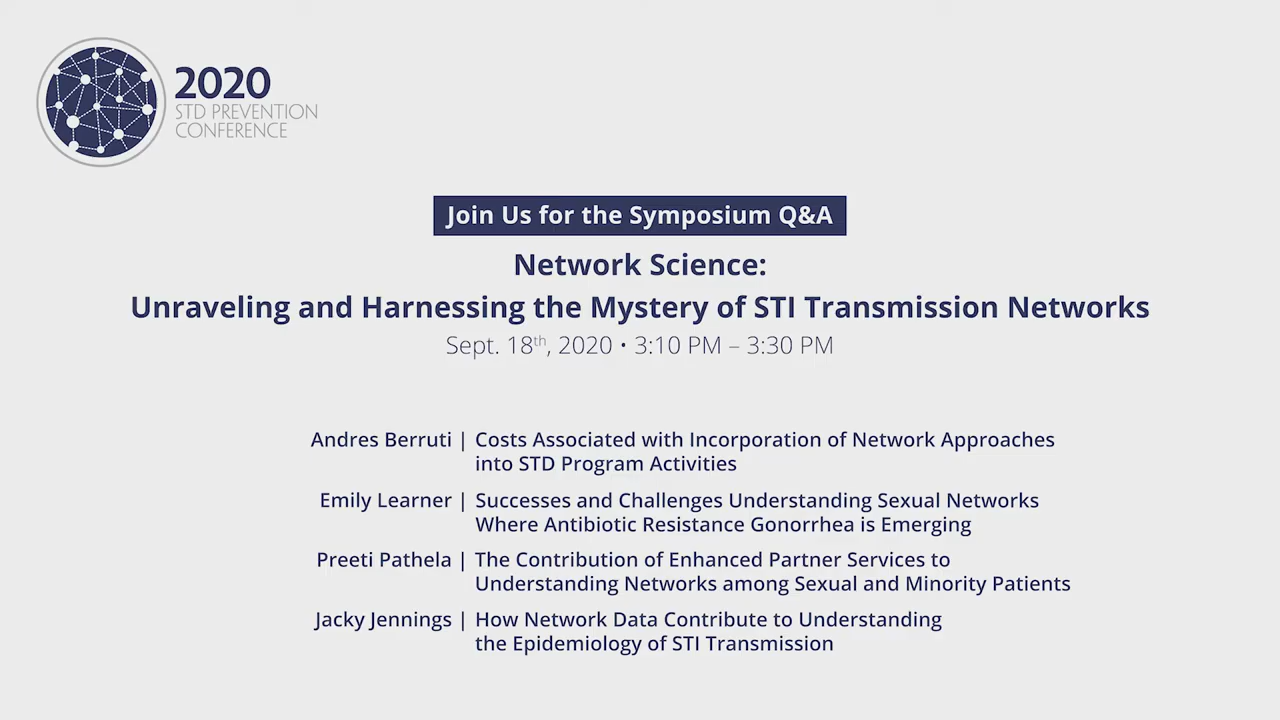 2020
STD PREVENTION
CONFERENCE
Join Us for the Symposium Q&A
Network Science:
Unraveling and Harnessing the Mystery of STI Transmission Networks
Sept. 18th, 2020 • 3:10 PM – 3:30 PM
Andres Berruti | Costs Associated with Incorporation of Network Approaches
into STD Program Activities
Emily Learner | Successes and Challenges Understanding Sexual Networks
Where Antibiotic Resistance Gonorrhea is Emerging
Preeti Pathela | The Contribution of Enhanced Partner Services to
Understanding Networks among Sexual and Minority Patients
Jacky Jennings | How Network Data Contribute to Understanding
the Epidemiology of STI Transmission